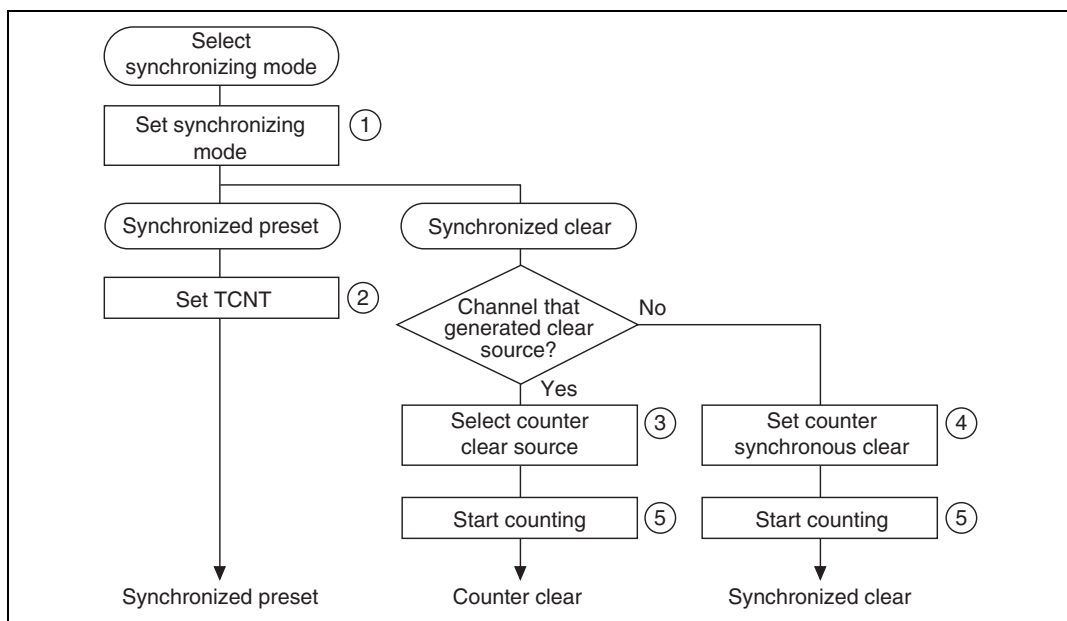 Select
synchronizing mode
Set synchronizing
mode
1
Synchronized preset
Synchronized clear
Set TCNT
2
Channel that
generated clear
source?
No
Yes
Select counter
clear source
3
Set counter
synchronous clear
4
Start counting
5
Start counting
5
Synchronized preset
Counter clear
Synchronized clear